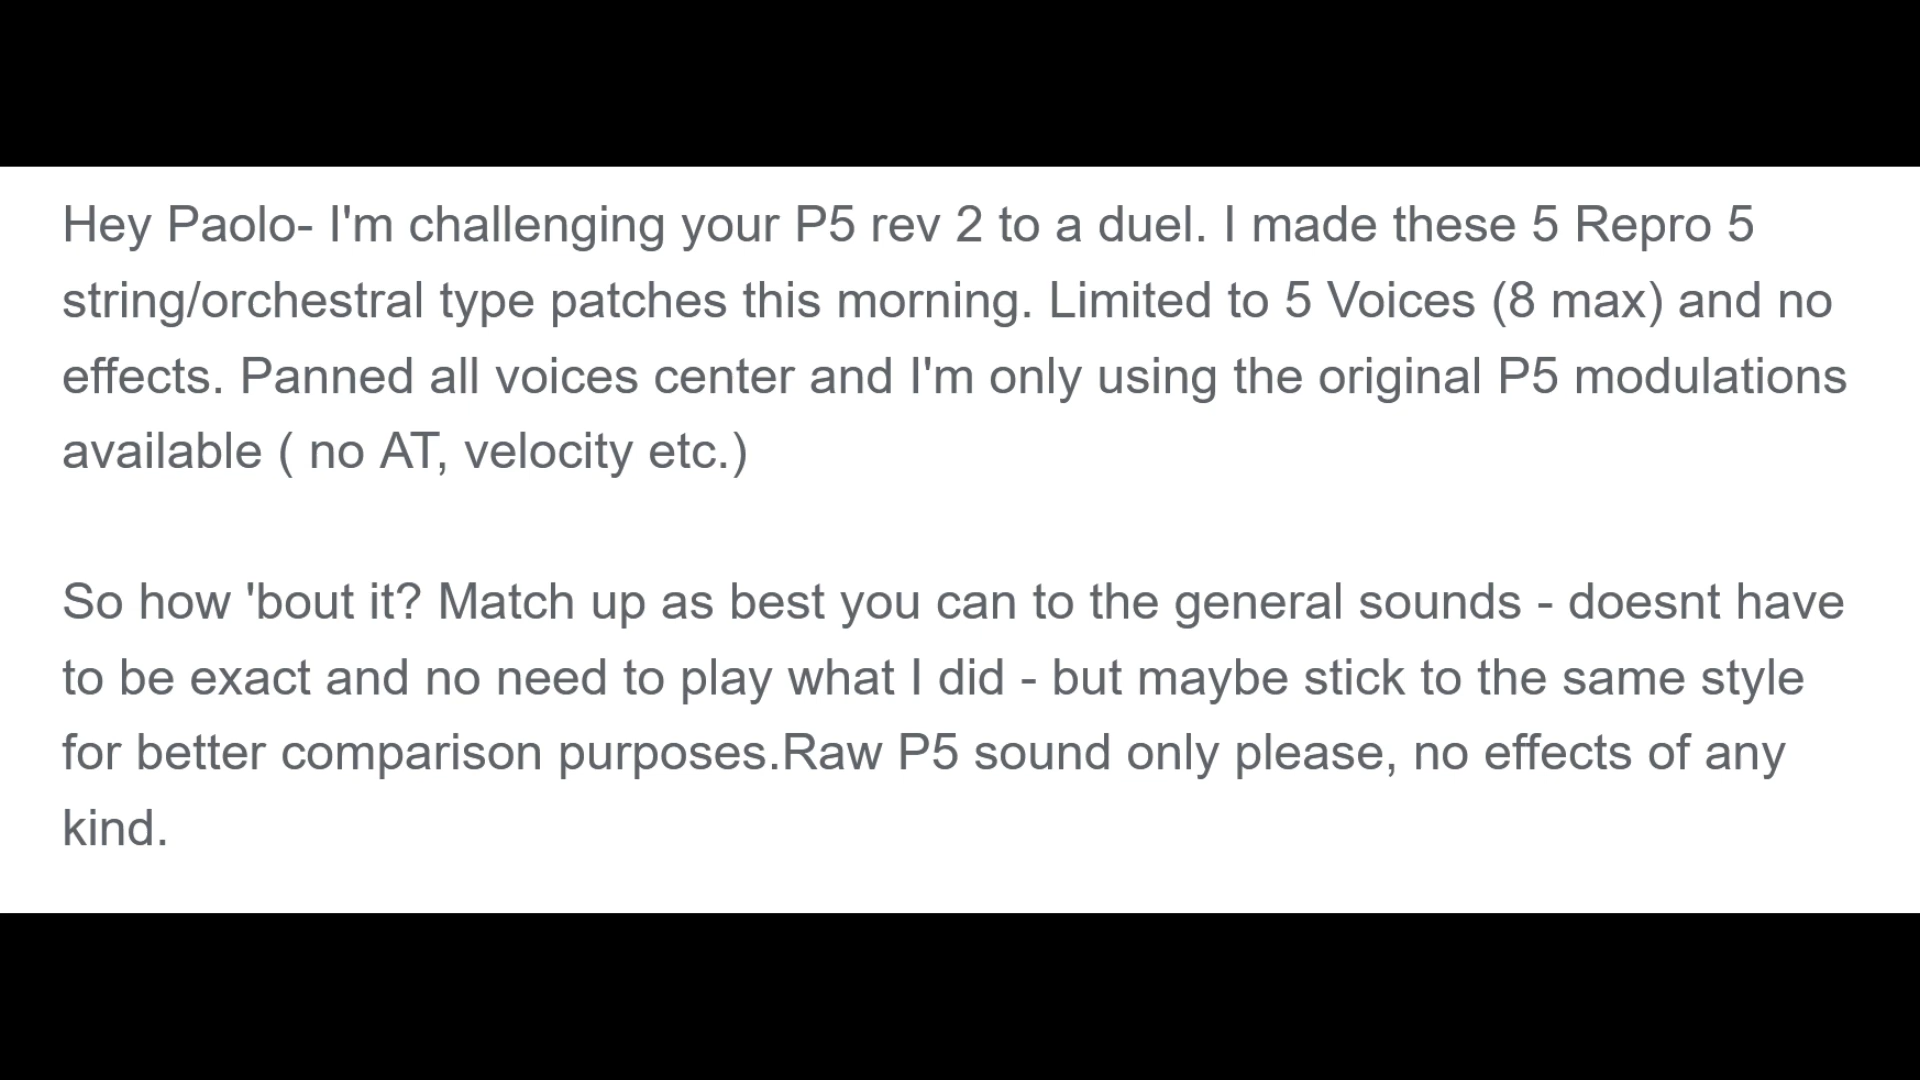 Hey Paolo- I'm challenging your P5 rev 2 to a duel. I made these 5 Repro 5
string/orchestral type patches this morning. Limited to 5 Voices (8 max) and no
effects. Panned all voices center and I'm only using the original P5 modulations
available ( no AT, velocity etc.)
So how 'bout it? Match up as best you can to the general sounds - doesnt have
to be exact and no need to play what I did - but maybe stick to the same style
for better comparison purposes.Raw P5 sound only please, no effects of any
kind.